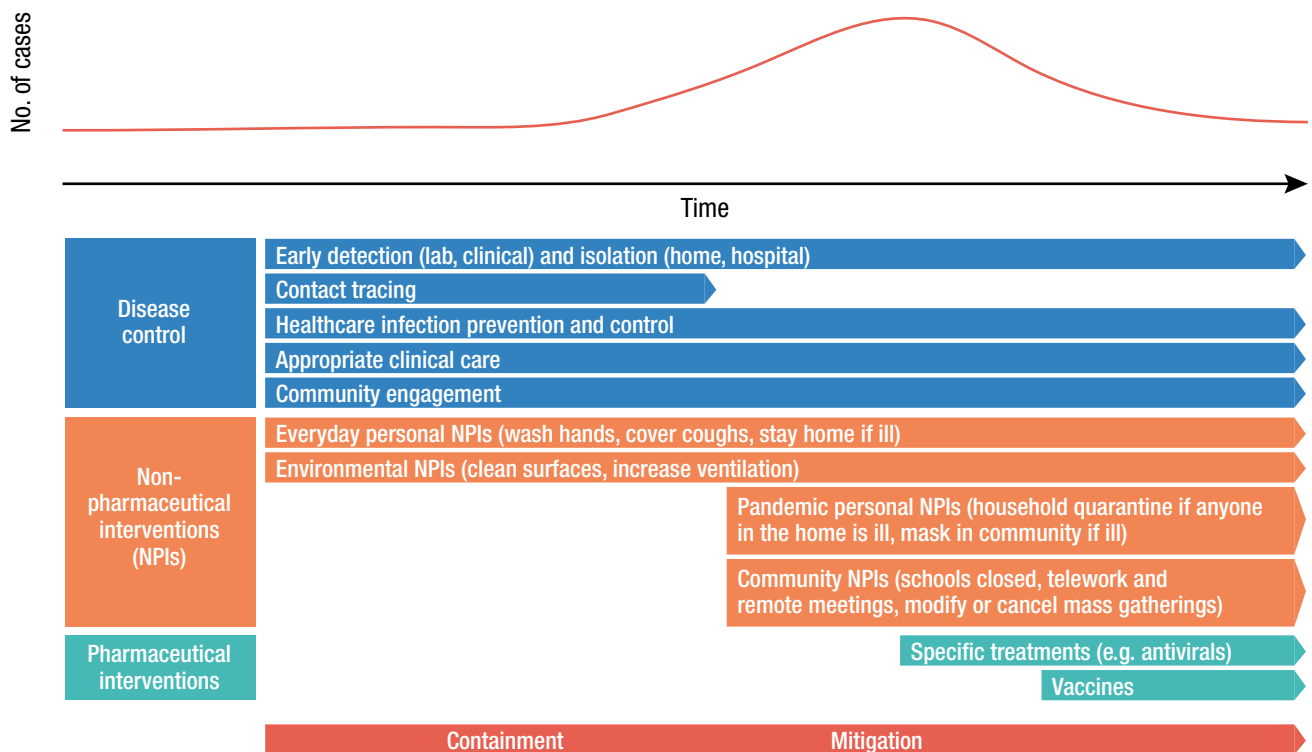 No. of cases
Time
Disease
control
Early detection (lab, clinical) and isolation (home, hospital)
Contact tracing
Healthcare infection prevention and control
Appropriate clinical care
Community engagement
Non-
pharmaceutical
interventions
(NPIs)
Everyday personal NPIs (wash hands, cover coughs, stay home if ill)
Environmental NPIs (clean surfaces, increase ventilation)
Pandemic personal NPIs (household quarantine if anyone
in the home is ill, mask in community if ill)
Community NPIs (schools closed, telework and
remote meetings, modify or cancel mass gatherings)
Pharmaceutical
interventions
Specific treatments (e.g. antivirals)
Vaccines
Containment
Mitigation